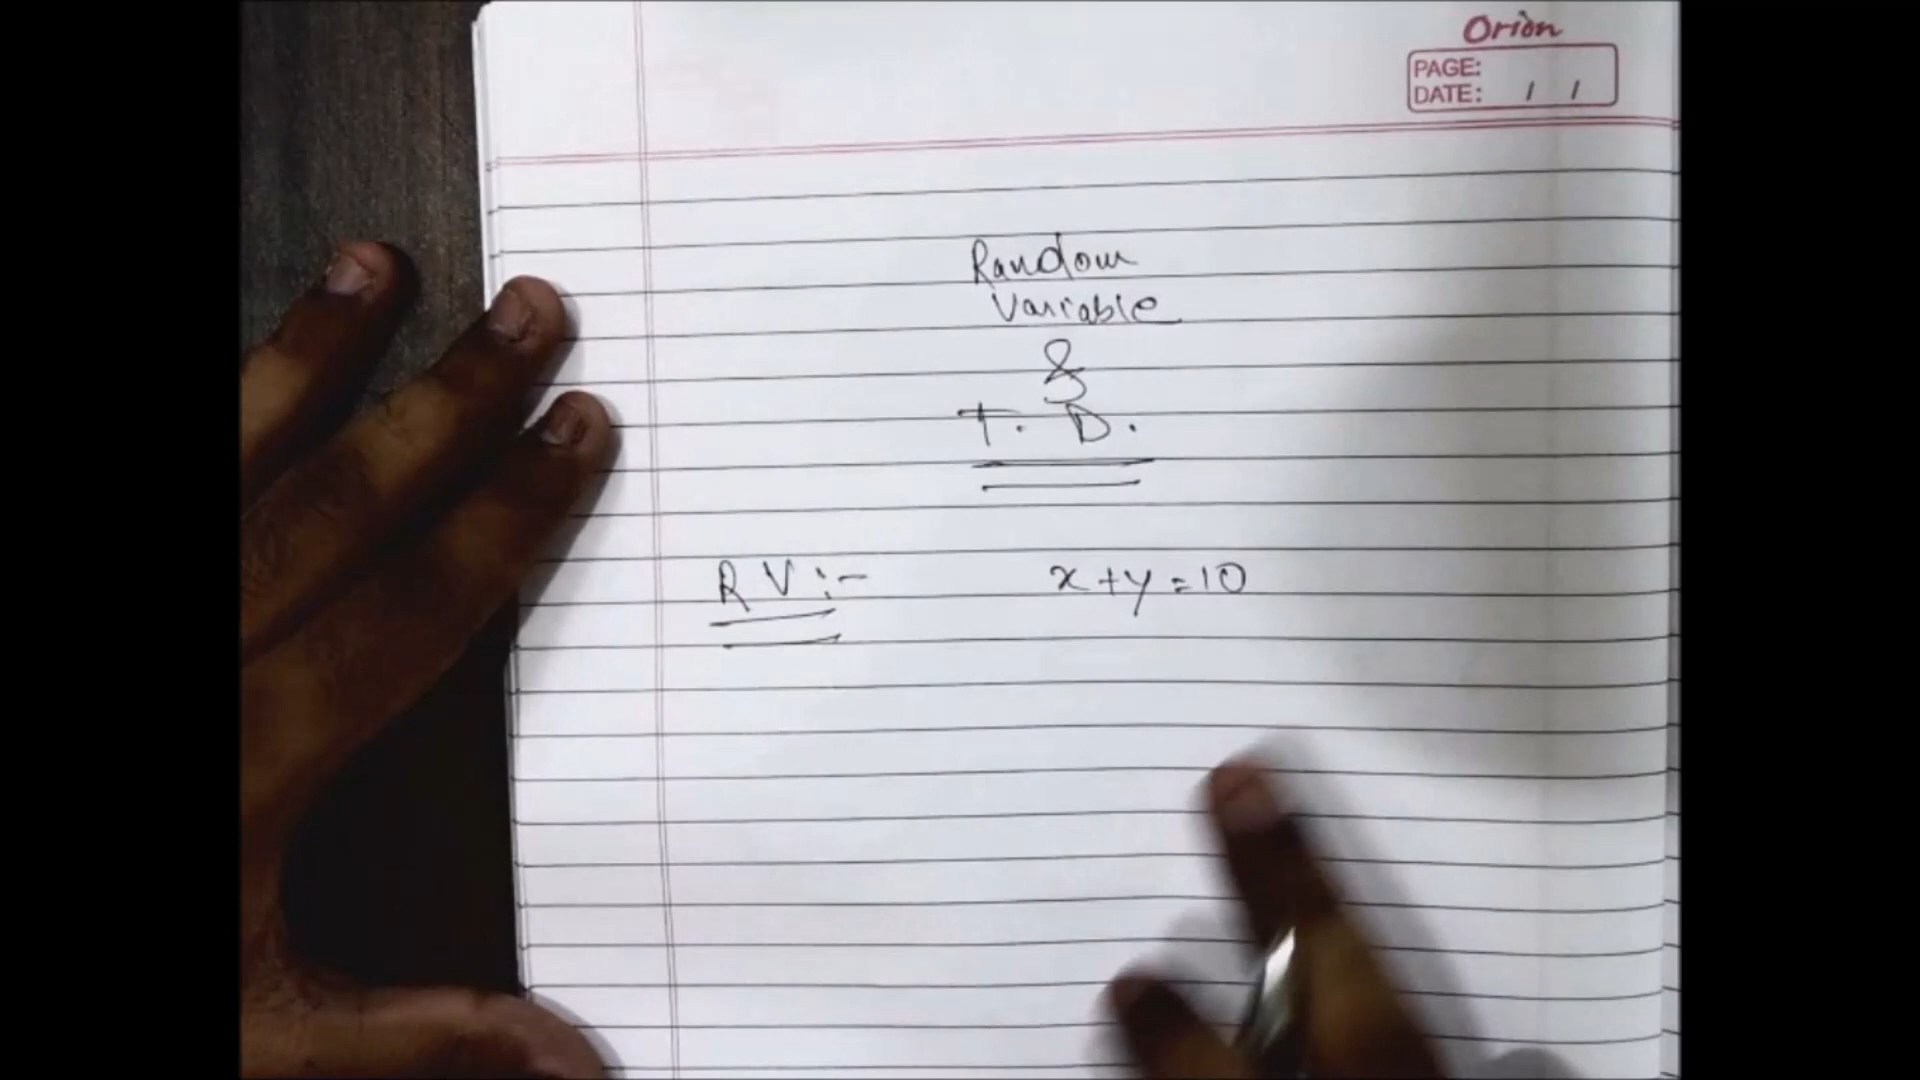 Orion
PAGE:
DATE: / /
Random
Variable
&
T. D.
R V :- x+y=10